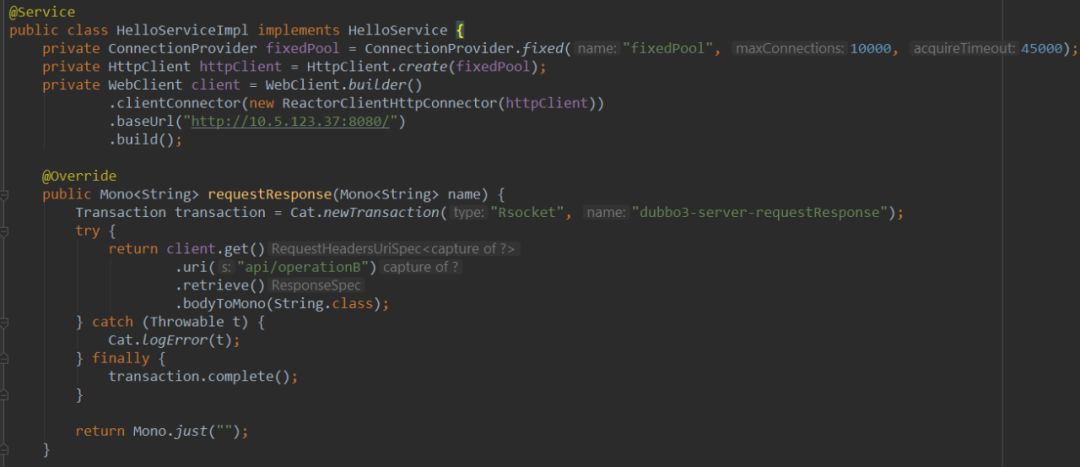 @Service
public class HelloServiceImpl implements HelloService {
    private ConnectionProvider fixedPool = ConnectionProvider.fixed( name: "fixedPool", maxConnections: 10000, acquireTimeout: 45000);
    private HttpClient httpClient = HttpClient.create(fixedPool);
    private WebClient client = WebClient.builder()
            .clientConnector(new ReactorClientHttpConnector(httpClient))
            .baseUrl("http://10.5.123.37:8080/")
            .build();
    @Override
    public Mono<String> requestResponse(Mono<String> name) {
        Transaction transaction = Cat.newTransaction( type: "Rsocket", name: "dubbo3-server-requestResponse");
        try {
            return client.get() RequestHeadersUriSpec<capture of ?>
                    .uri( s: "api/operationB") capture of ?
                    .retrieve() ResponseSpec
                    .bodyToMono(String.class);
        } catch (Throwable t) {
            Cat.logError(t);
        } finally {
            transaction.complete();
        }
        return Mono.just("");
    }